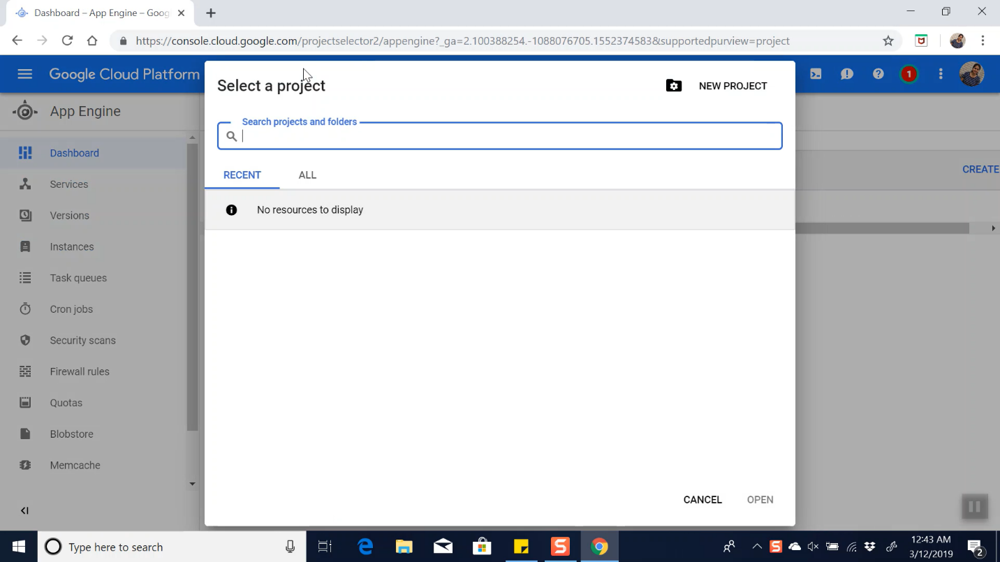 Dashboard – App Engine – Goog
https://console.cloud.google.com/projectselector2/appengine?_ga=2.100388254.-1088076705.1552374583&supportedpurview=project
Google Cloud Platform
1
App Engine
Dashboard
Services
Versions
Instances
Task queues
Cron jobs
Security scans
Firewall rules
Quotas
Blobstore
Memcache
Select a project
NEW PROJECT
Search projects and folders
RECENT ALL
No resources to display
CANCEL OPEN
CREATE
Type here to search
12:43 AM
3/12/2019
2